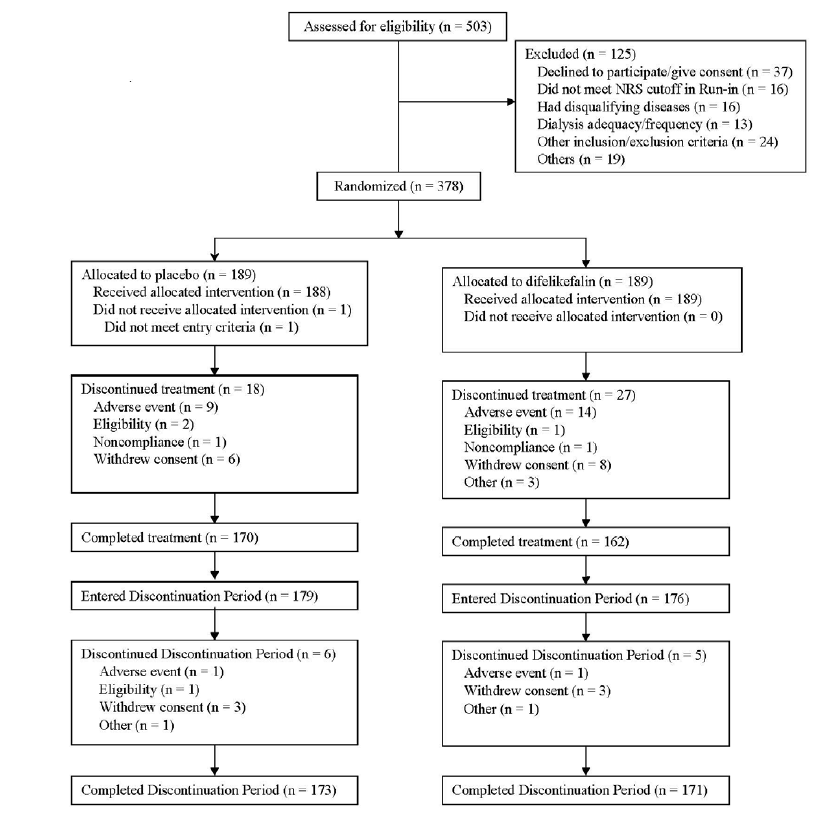 Assessed for eligibility (n = 503)
Excluded (n = 125)
Declined to participate/give consent (n = 37)
Did not meet NRS cutoff in Run-in (n = 16)
Had disqualifying diseases (n = 16)
Dialysis adequacy/frequency (n = 13)
Other inclusion/exclusion criteria (n = 24)
Others (n = 19)
Randomized (n = 378)
Allocated to placebo (n = 189)
Received allocated intervention (n = 188)
Did not receive allocated intervention (n = 1)
Did not meet entry criteria (n = 1)
Discontinued treatment (n = 18)
Adverse event (n = 9)
Eligibility (n = 2)
Noncompliance (n = 1)
Withdrew consent (n = 6)
Completed treatment (n = 170)
Entered Discontinuation Period (n = 179)
Discontinued Discontinuation Period (n = 6)
Adverse event (n = 1)
Eligibility (n = 1)
Withdrew consent (n = 3)
Other (n = 1)
Completed Discontinuation Period (n = 173)
Allocated to difelikefalin (n = 189)
Received allocated intervention (n = 189)
Did not receive allocated intervention (n = 0)
Discontinued treatment (n = 27)
Adverse event (n = 14)
Eligibility (n = 1)
Noncompliance (n = 1)
Withdrew consent (n = 8)
Other (n = 3)
Completed treatment (n = 162)
Entered Discontinuation Period (n = 176)
Discontinued Discontinuation Period (n = 5)
Adverse event (n = 1)
Withdrew consent (n = 3)
Other (n = 1)
Completed Discontinuation Period (n = 171)